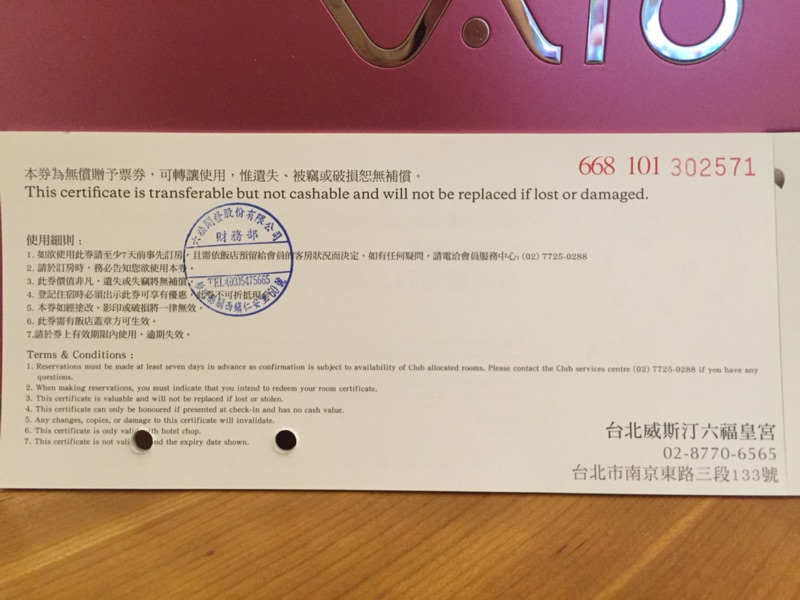 VAIO
本券為無償贈予票券，可轉讓使用，惟遺失、被竊或破損恕無補償。
668 101 302571
This certificate is transferable but not cashable and will not be replaced if lost or damaged.
六福開發股份有限公司
財務部
TEL:(03)5475665
使用細則：
1. 如欲使用此券請至少7天前事先訂房，且需依飯店預留給會員的客房狀況而決定，如有任何疑問，請電洽會員服務中心: (02) 7725-0288
2. 請於訂房時，務必告知您欲使用本券。
3. 此券價值非凡，遺失或失竊將無補償
4. 登記住宿時必須出示此券可享有優惠，此券不可折抵現
5. 本券如經塗改、影印或破損將一律無效。
6. 此券需有飯店蓋章方可生效。
7.請於券上有效期限內使用，逾期失效。
Terms & Conditions :
1. Reservations must be made at least seven days in advance as confirmation is subject to availability of Club allocated rooms. Please contact the Club services centre (02) 7725-0288 if you have any
questions.
2. When making reservations, you must indicate that you intend to redeem your room certificate.
3. This certificate is valuable and will not be replaced if lost or stolen.
4. This certificate can only be honoured if presented at check-in and has no cash value.
5. Any changes, copies, or damage to this certificate will invalidate.
6. This certificate is only valid with hotel chop.
7. This certificate is not vali nd the expiry date shown.
台北威斯汀六福皇宮
02-8770-6565
台北市南京東路三段133號